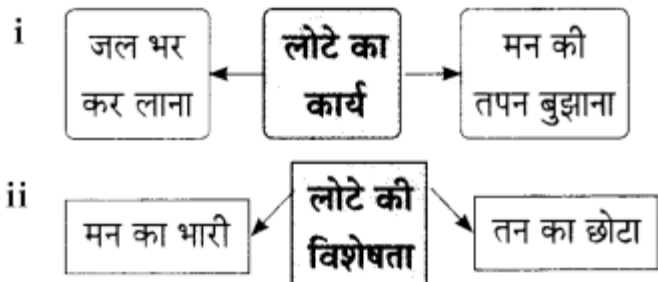 i
जल भर
कर लाना
लोटे का
कार्य
मन की
तपन बुझाना
ii
मन का भारी
लोटे की
विशेषता
तन का छोटा